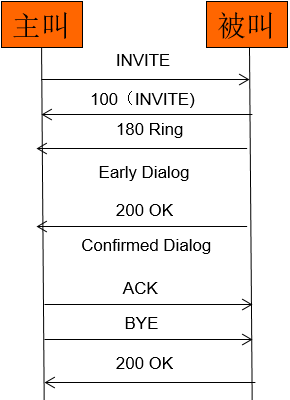 主叫 被叫
INVITE
100（INVITE)
180 Ring
Early Dialog
200 OK
Confirmed Dialog
ACK
BYE
200 OK